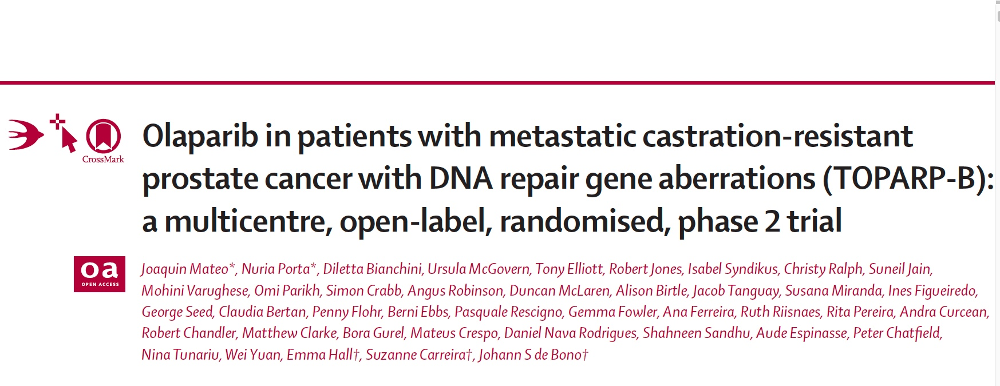 CrossMark
Olaparib in patients with metastatic castration-resistant
prostate cancer with DNA repair gene aberrations (TOPARP-B):
a multicentre, open-label, randomised, phase 2 trial
oa
OPEN ACCESS
Joaquin Mateo*, Nuria Porta*, Diletta Bianchini, Ursula McGovern, Tony Elliott, Robert Jones, Isabel Syndikus, Christy Ralph, Suneil Jain,
Mohini Varughese, Omi Parikh, Simon Crabb, Angus Robinson, Duncan McLaren, Alison Birtle, Jacob Tanguay, Susana Miranda, Ines Figueiredo,
George Seed, Claudia Bertan, Penny Flohr, Berni Ebbs, Pasquale Rescigno, Gemma Fowler, Ana Ferreira, Ruth Riisnaes, Rita Pereira, Andra Curcean,
Robert Chandler, Matthew Clarke, Bora Gurel, Mateus Crespo, Daniel Nava Rodrigues, Shahneen Sandhu, Aude Espinasse, Peter Chatfield,
Nina Tunariu, Wei Yuan, Emma Hall†, Suzanne Carreira†, Johann S de Bono†